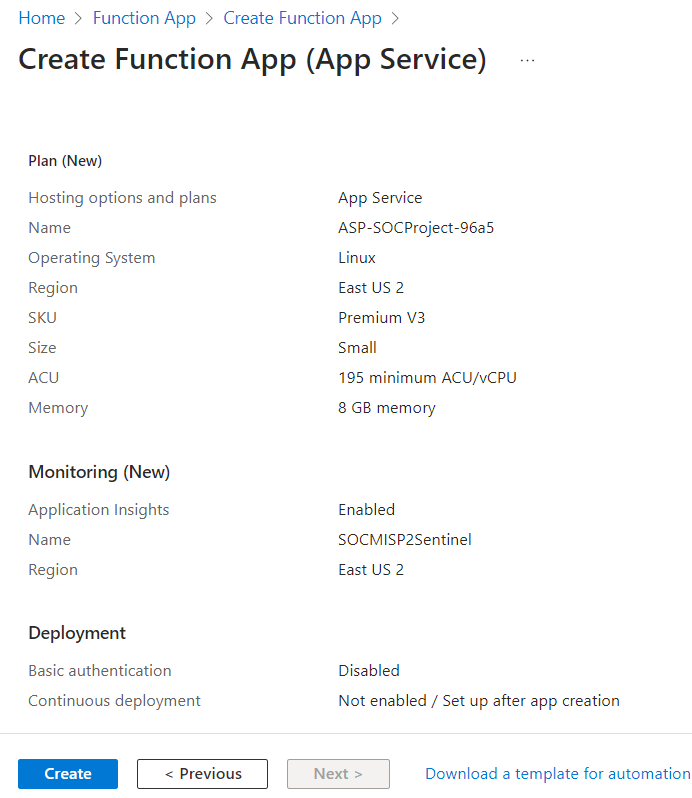 Home > Function App > Create Function App >
Create Function App (App Service) ...
Plan (New)
Hosting options and plans App Service
Name ASP-SOCProject-96a5
Operating System Linux
Region East US 2
SKU Premium V3
Size Small
ACU 195 minimum ACU/vCPU
Memory 8 GB memory
Monitoring (New)
Application Insights Enabled
Name SOCMISP2Sentinel
Region East US 2
Deployment
Basic authentication Disabled
Continuous deployment Not enabled / Set up after app creation
Create < Previous Next > Download a template for automation